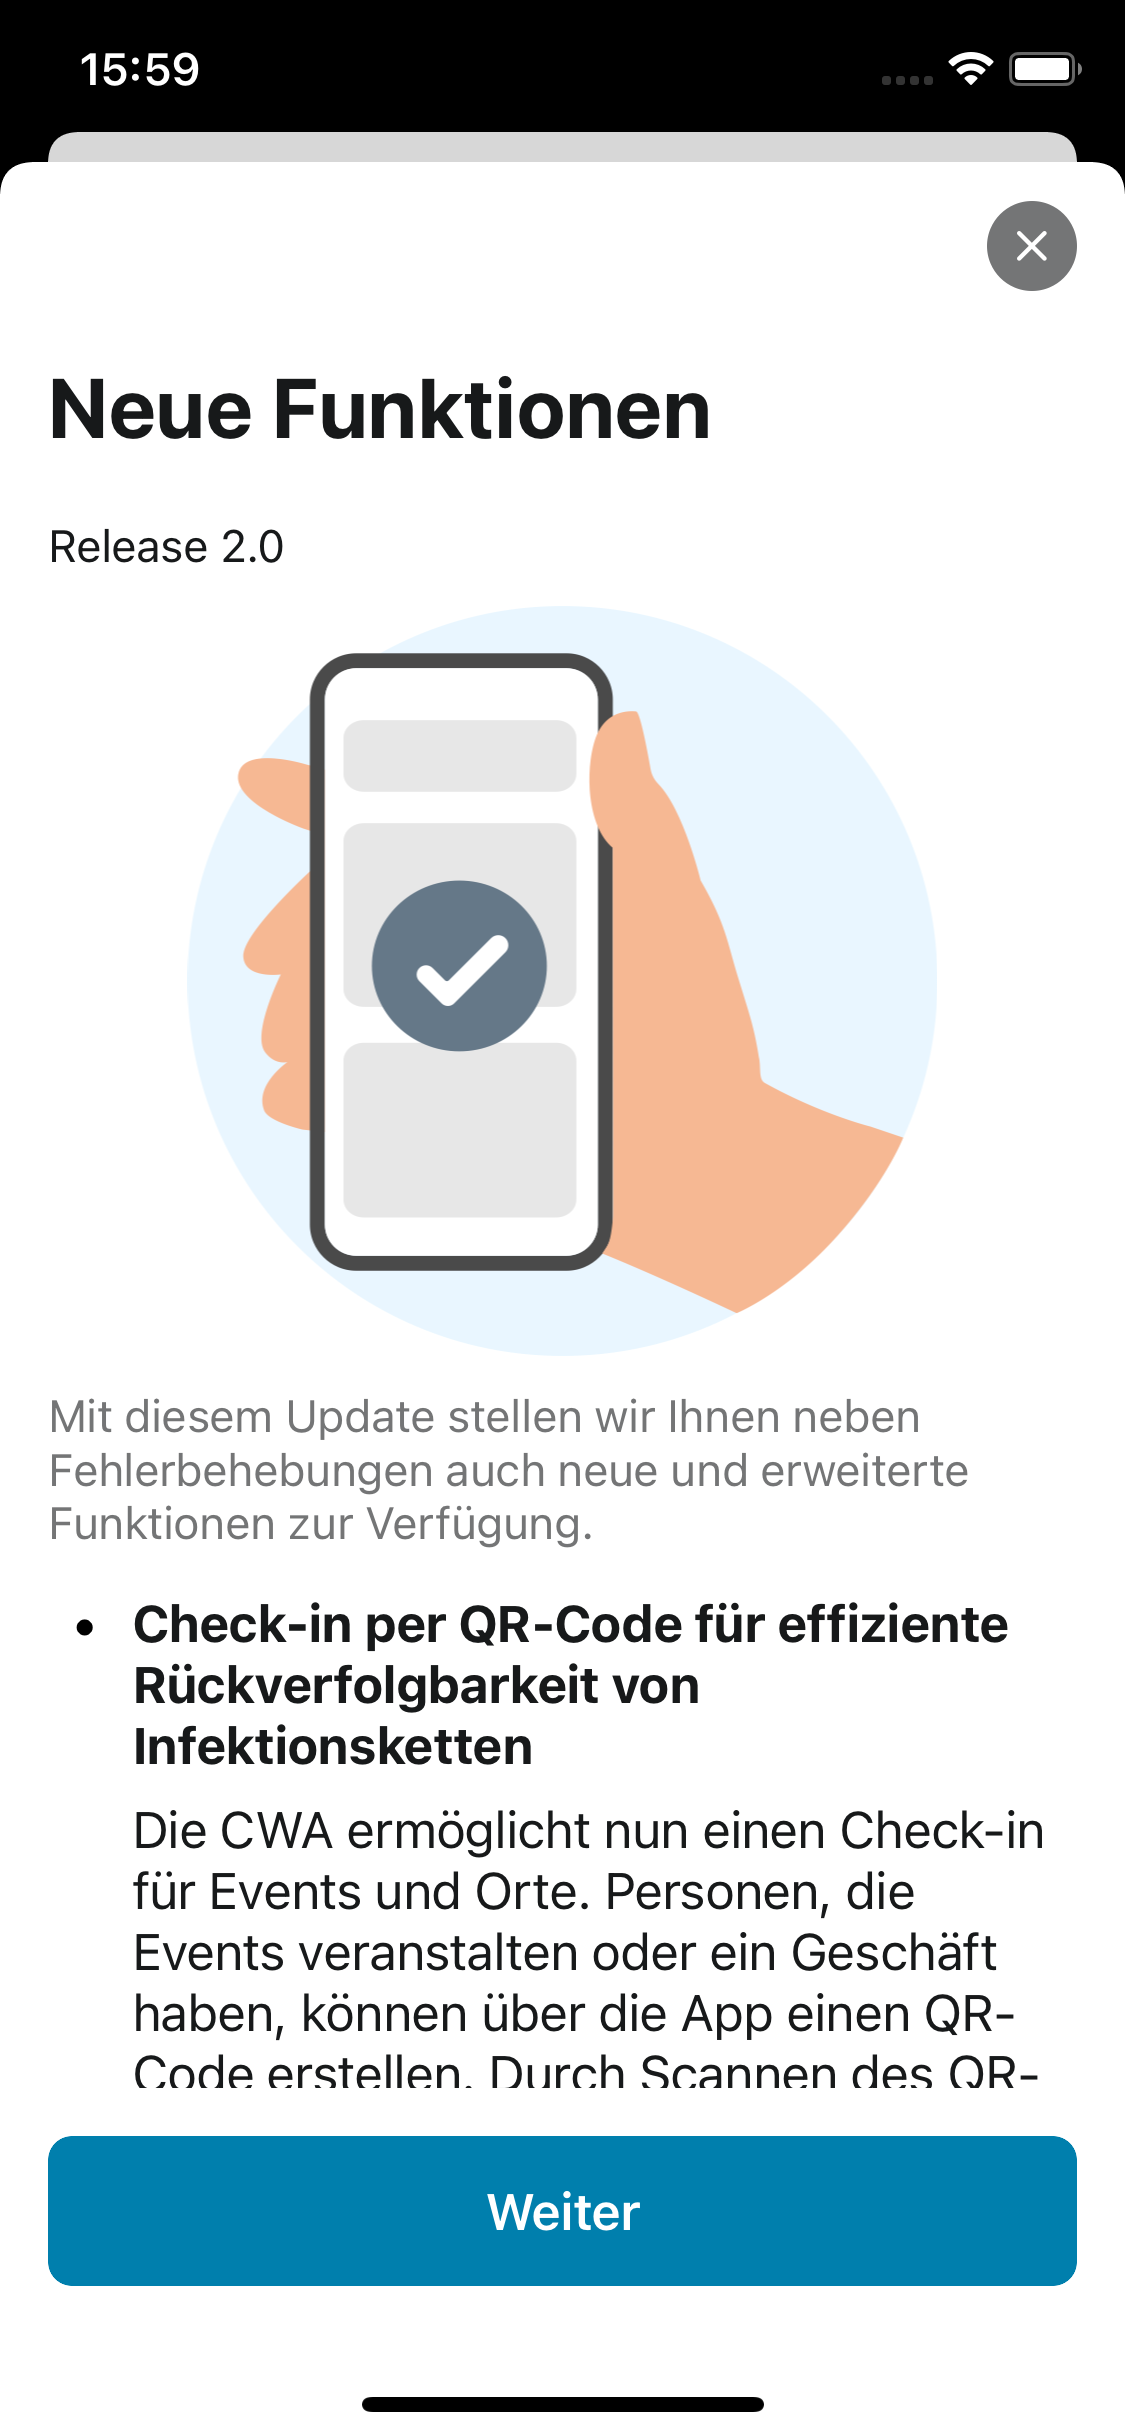 15:59
Neue Funktionen
Release 2.0
Mit diesem Update stellen wir Ihnen neben
Fehlerbehebungen auch neue und erweiterte
Funktionen zur Verfügung.
• Check-in per QR-Code für effiziente
Rückverfolgbarkeit von
Infektionsketten
Die CWA ermöglicht nun einen Check-in
für Events und Orte. Personen, die
Events veranstalten oder ein Geschäft
haben, können über die App einen QR-
Code erstellen. Durch Scannen des QR-
Weiter